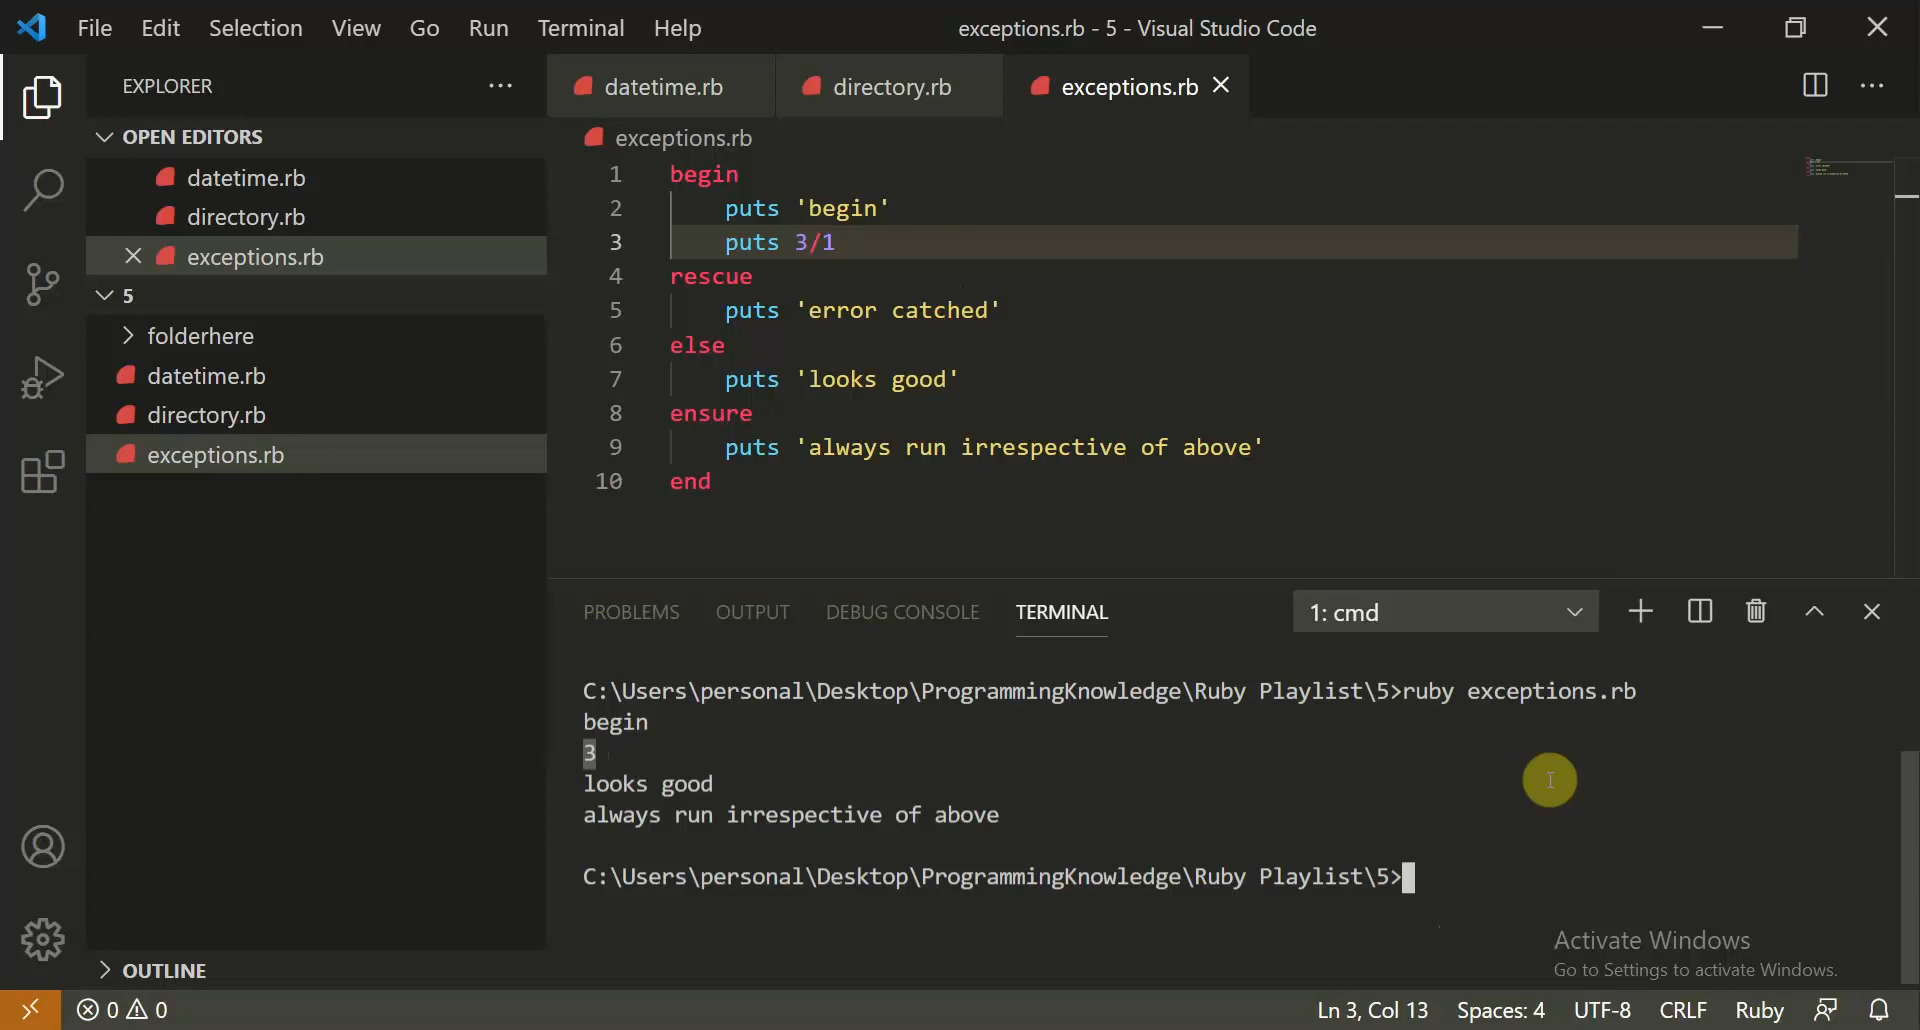 File Edit Selection View Go Run Terminal Help
exceptions.rb - 5 - Visual Studio Code
EXPLORER
OPEN EDITORS
datetime.rb
directory.rb
exceptions.rb
5
folderhere
datetime.rb
directory.rb
exceptions.rb
OUTLINE
datetime.rb directory.rb exceptions.rb
exceptions.rb
1 begin
2     puts 'begin'
3     puts 3/1
4 rescue
5     puts 'error catched'
6 else
7     puts 'looks good'
8 ensure
9     puts 'always run irrespective of above'
10 end
PROBLEMS OUTPUT DEBUG CONSOLE TERMINAL 1: cmd
C:\Users\personal\Desktop\ProgrammingKnowledge\Ruby Playlist\5>ruby exceptions.rb
begin
3
looks good
always run irrespective of above
C:\Users\personal\Desktop\ProgrammingKnowledge\Ruby Playlist\5>
Activate Windows
Go to Settings to activate Windows.
0 0 Ln 3, Col 13 Spaces: 4 UTF-8 CRLF Ruby